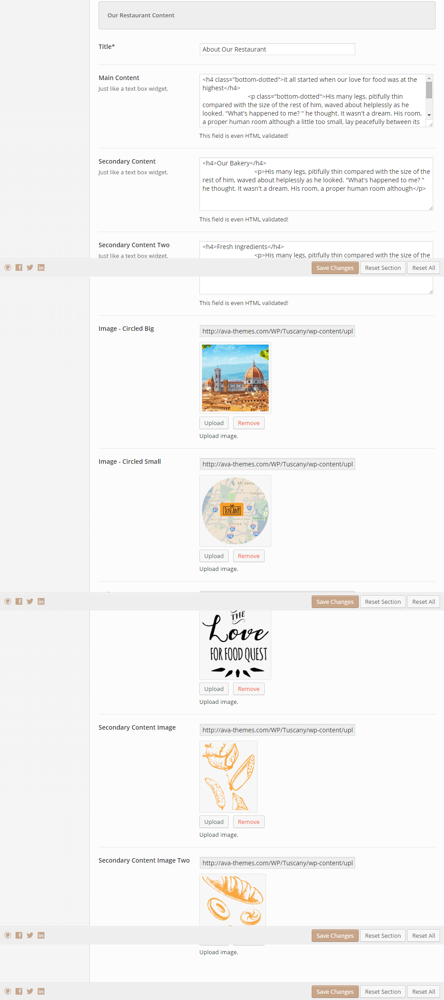 Our Restaurant Content
Title*
About Our Restaurant
Main Content
Just like a text box widget.
<h4 class="bottom-dotted">it all started when our love for food was at the
highest</h4>
<p class="bottom-dotted">His many legs, pitifully thin
compared with the size of the rest of him, waved about helplessly as he
looked. "What's happened to me? " he thought. It wasn't a dream. His room,
a proper human room although a little too small, lay peacefully between its
This field is even HTML validated!
Secondary Content
Just like a text box widget.
<h4>Our Bakery</h4>
<p>His many legs, pitifully thin compared with the size of the
rest of him, waved about helplessly as he looked. "What's happened to me? "
he thought. It wasn't a dream. His room, a proper human room although</p>
This field is even HTML validated!
Secondary Content Two
Just like a text box widget.
<h4>Fresh Ingredients</h4>
<p>His many legs, pitifully thin compared with the size of the
Save Changes
Reset Section
Reset All
This field is even HTML validated!
Image - Circled Big
http://ava-themes.com/WP/Tuscany/wp-content/upl
Upload
Remove
Upload image.
Image - Circled Small
http://ava-themes.com/WP/Tuscany/wp-content/upl
Mt Verno
WAKEFIELD
Pelham
KINGSBRIDGE
EASTCHESTER
87
TUSCANY
95
WEST BRONX
MORRIS PARK
Pelham B
BRONX
95
95
278
695
Upload
Remove
Upload image.
Save Changes
Reset Section
Reset All
THE
Love
FOR FOOD QUEST
Upload
Remove
Upload image.
Secondary Content Image
http://ava-themes.com/WP/Tuscany/wp-content/upl
Upload
Remove
Upload image.
Secondary Content Image Two
http://ava-themes.com/WP/Tuscany/wp-content/upl
Save Changes
Reset Section
Reset All
Upload image.
Save Changes
Reset Section
Reset All